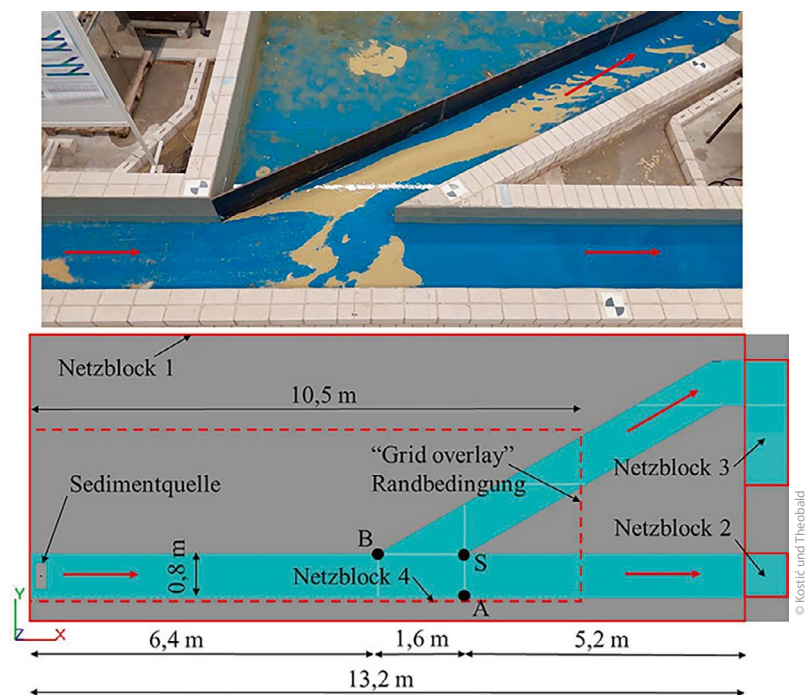 Netzblock 1
10,5 m
“Grid overlay”
Randbedingung
Netzblock 3
Sedimentquelle
Netzblock 2
B
S
0,8 m
Netzblock 4
A
Y
Z
X
6,4 m
1,6 m
5,2 m
13,2 m
© Kostić und Theobald